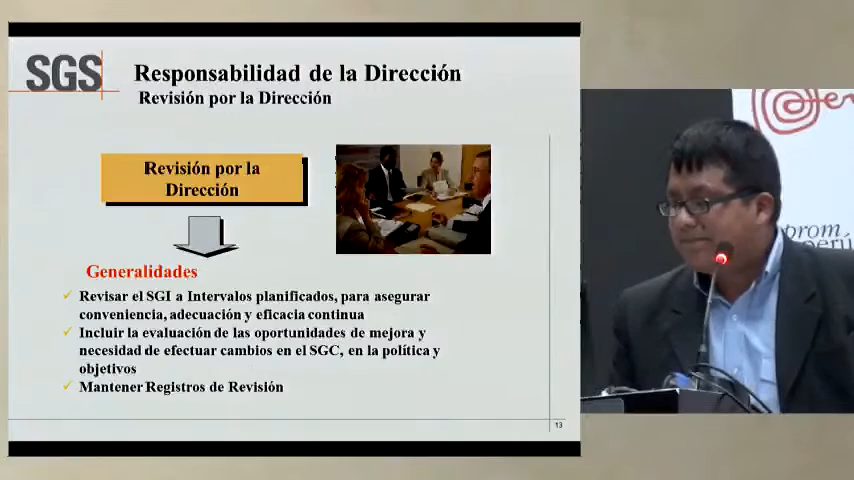 SGS
Responsabilidad de la Dirección
Revisión por la Dirección
Revisión por la
Dirección
Generalidades
Revisar el SGI a Intervalos planificados, para asegurar
conveniencia, adecuación y eficacia continua
Incluir la evaluación de las oportunidades de mejora y
necesidad de efectuar cambios en el SGC, en la política y
objetivos
Mantener Registros de Revisión
13
prom
perú